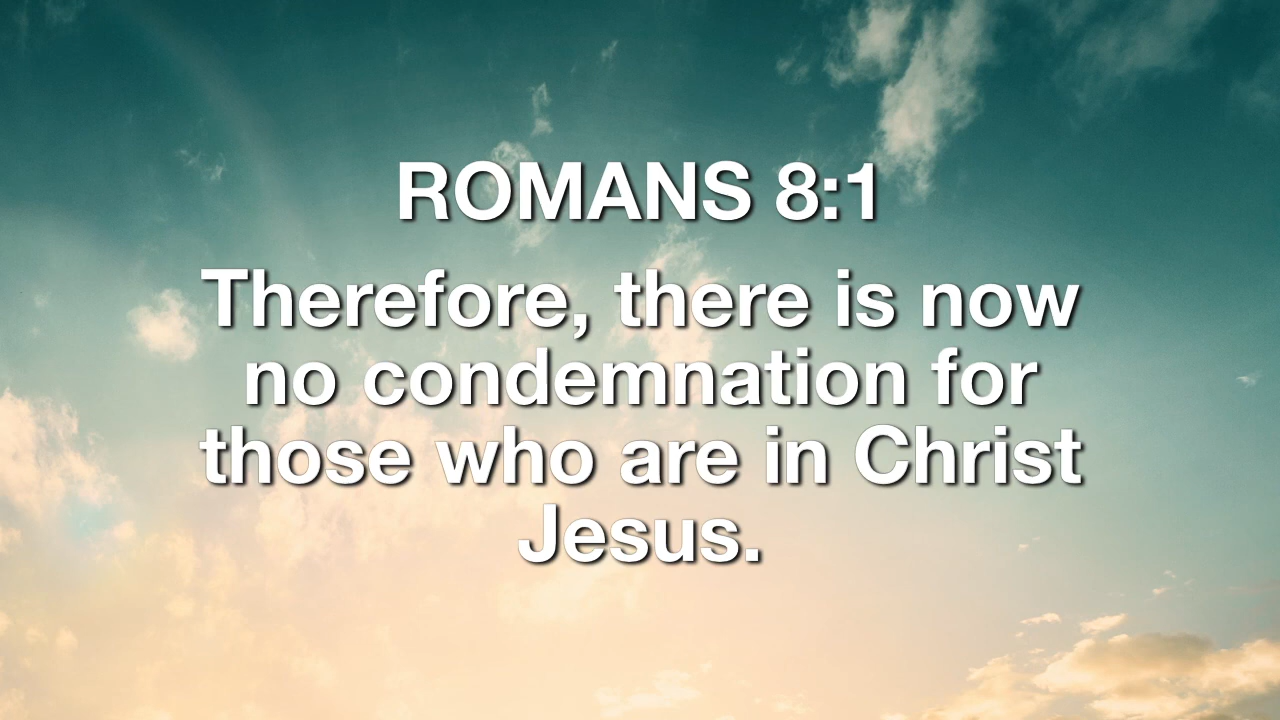 ROMANS 8:1
Therefore, there is now
no condemnation for
those who are in Christ
Jesus.